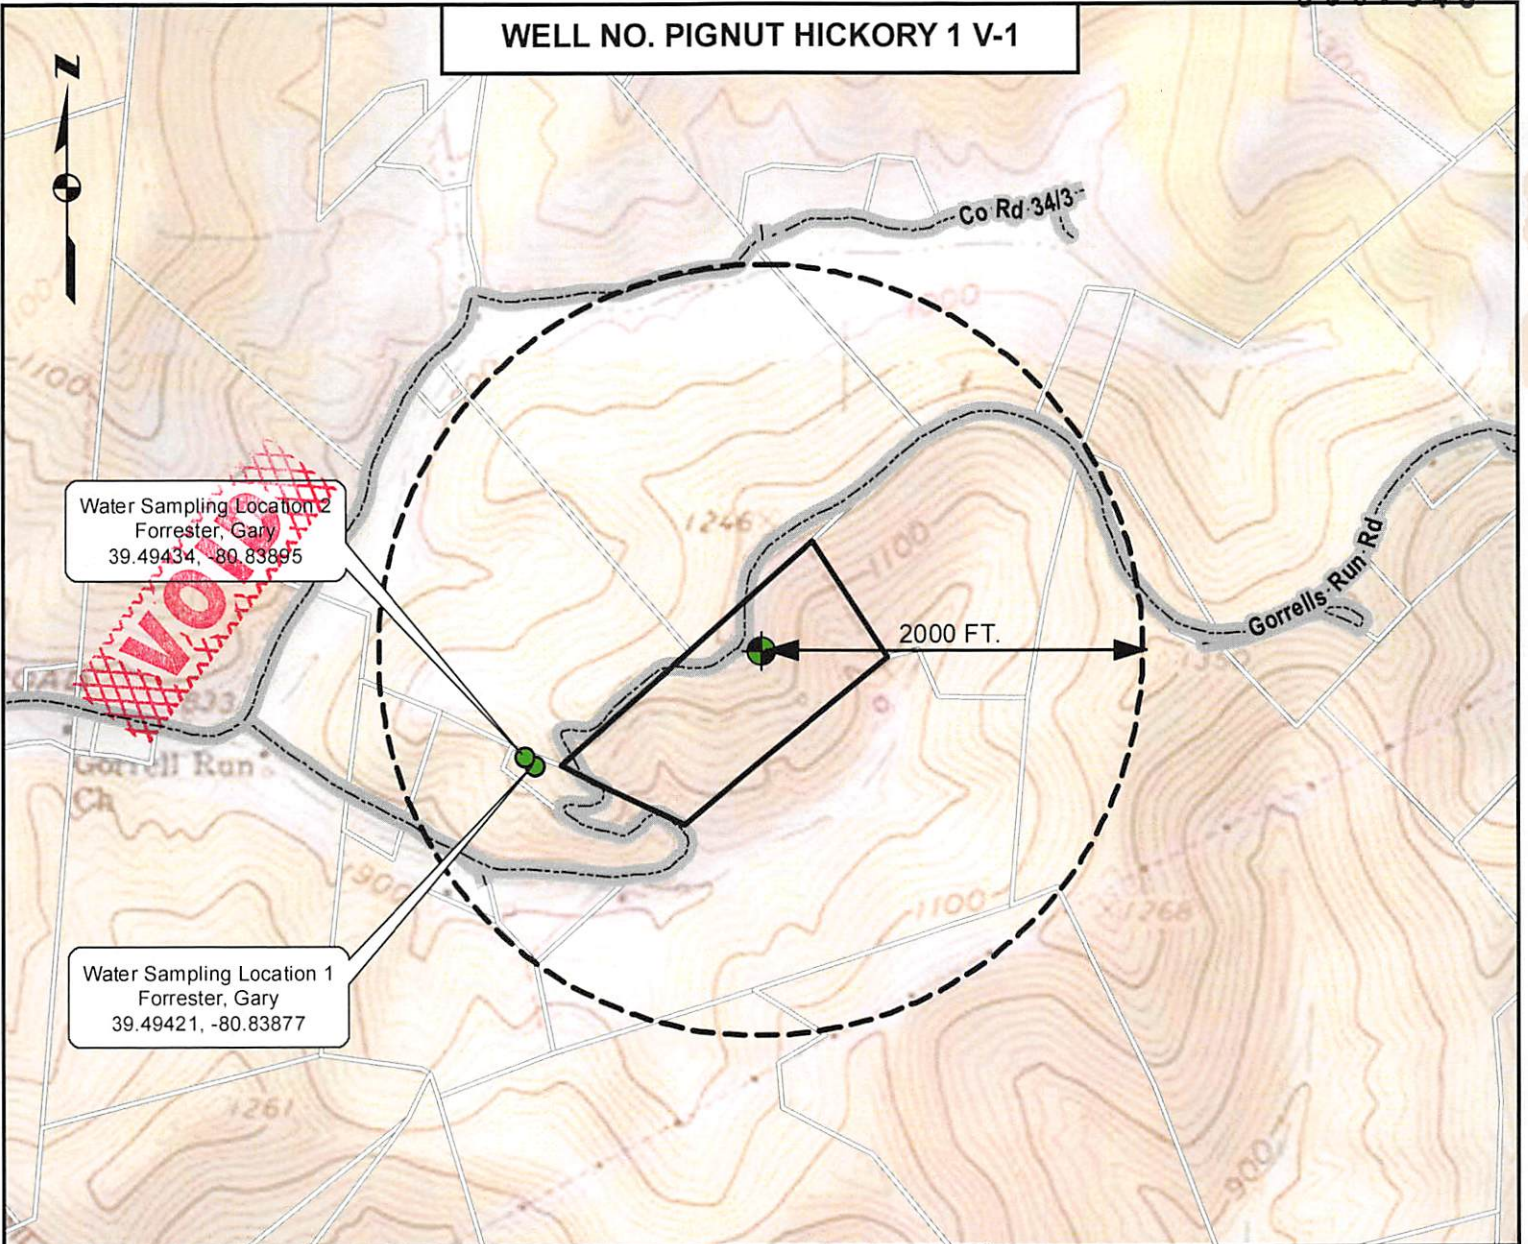 WELL NO. PIGNUT HICKORY 1 V-1
N
Co Rd 34/3
1100
1246
1100
Water Sampling Location 2
Forrester, Gary
39.49434, -80.83895
VOID
2000 FT.
Gorrells Run Rd
Gorrell Run
Ch
900
1100
1268
Water Sampling Location 1
Forrester, Gary
39.49421, -80.83877
1261
900